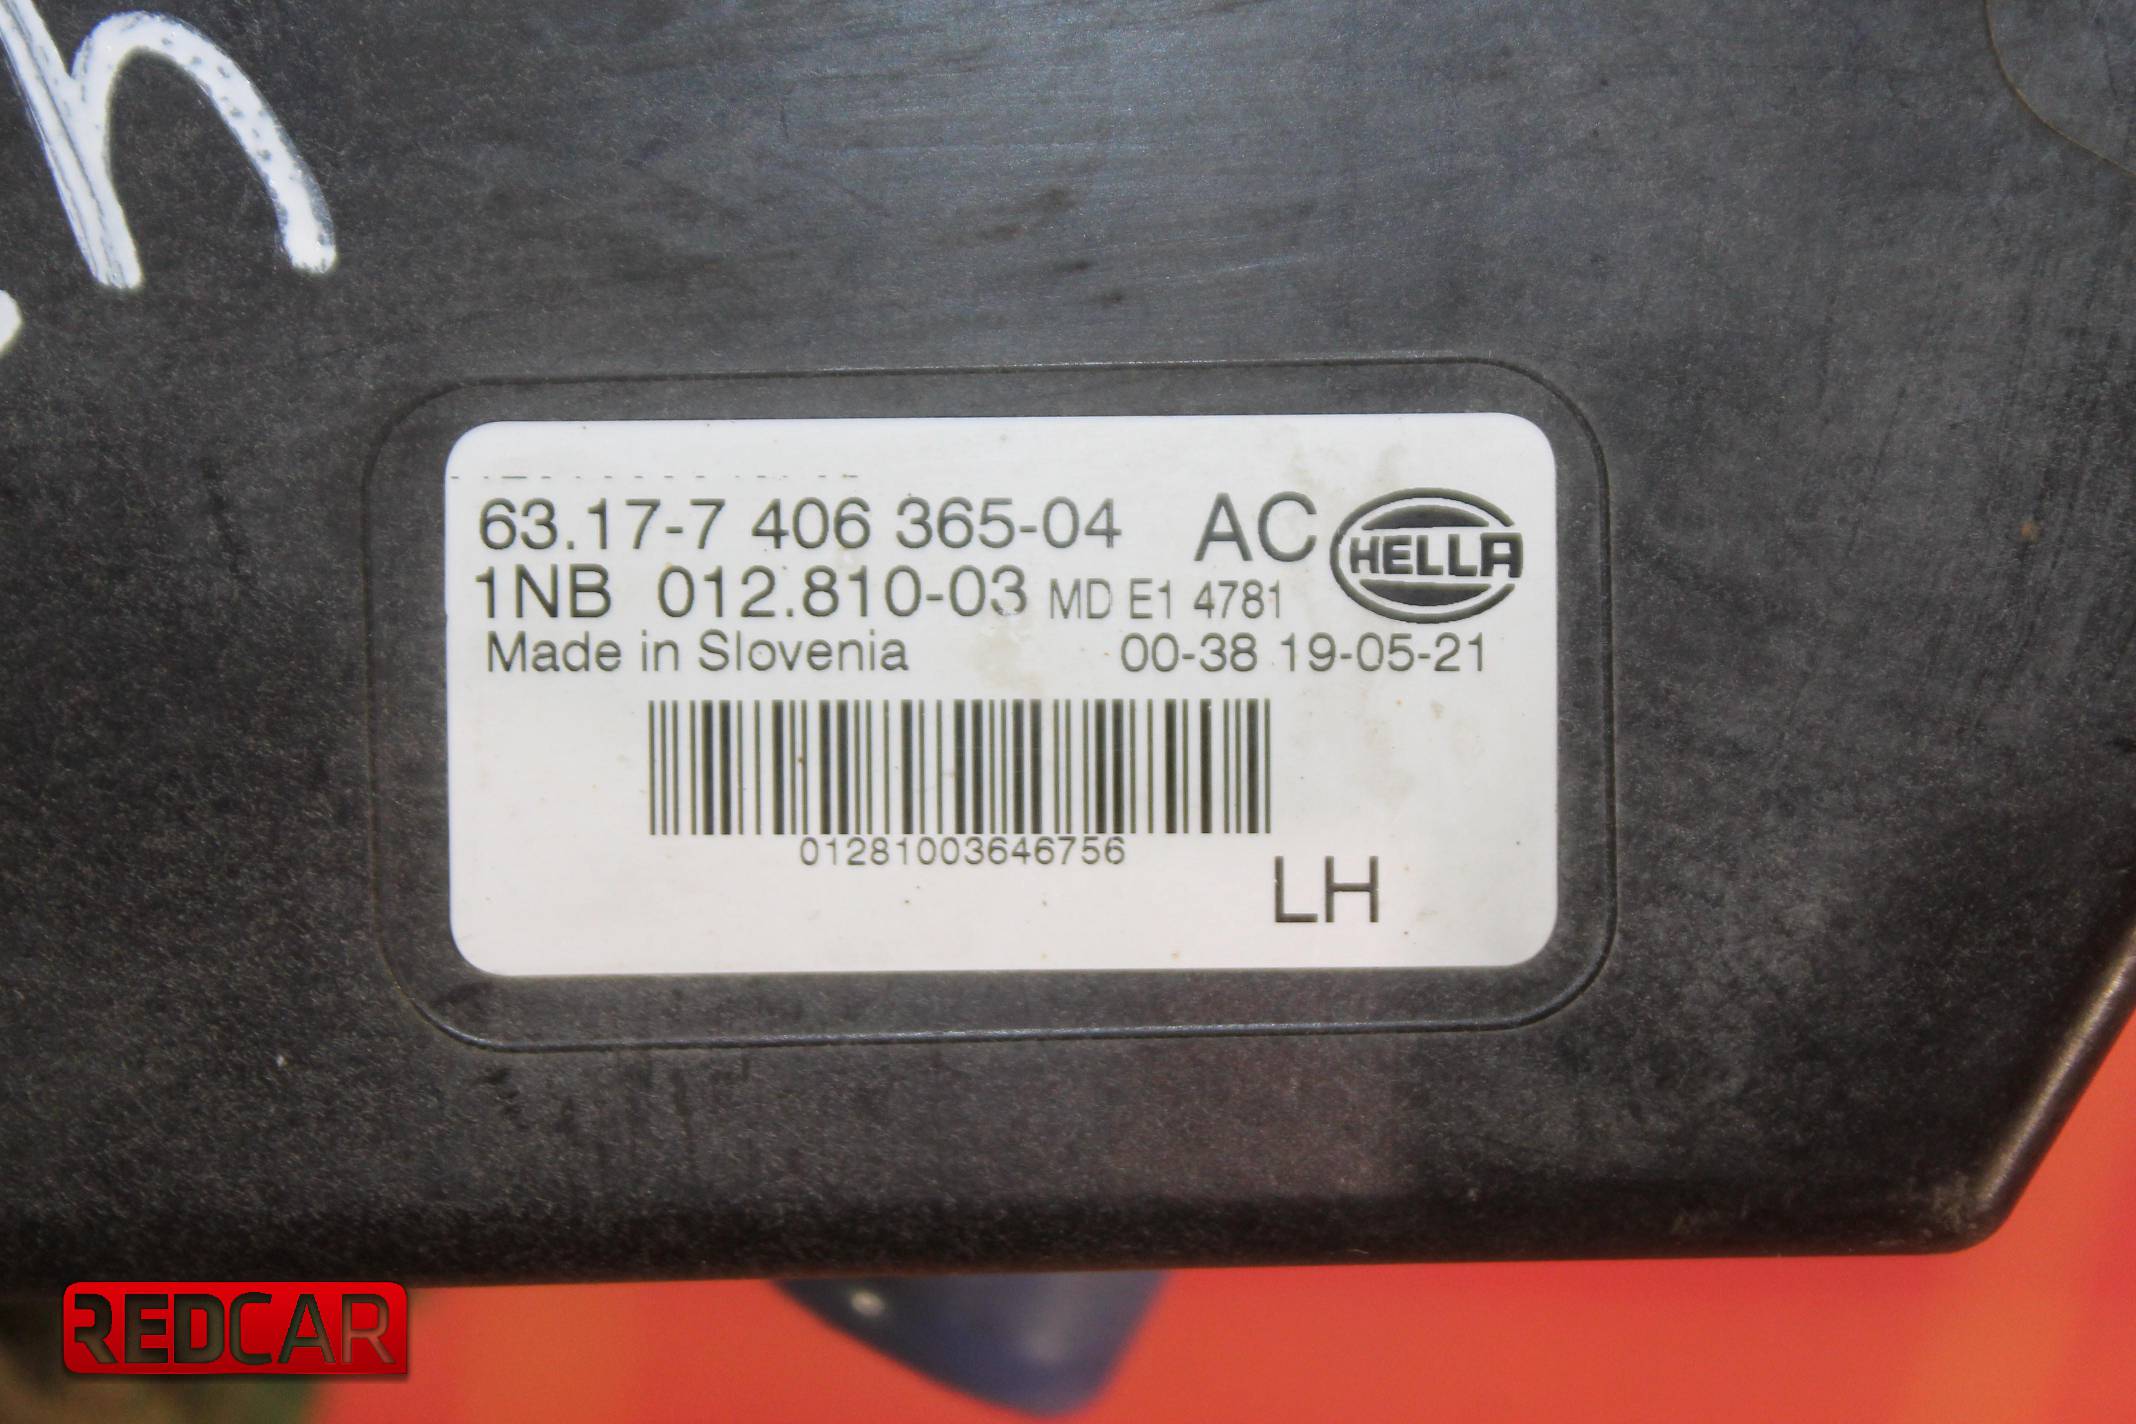 63.17-7 406 365-04 AC HELLA
1NB 012.810-03 MD E1 4781
Made in Slovenia 00-38 19-05-21
01281003646756
LH
REDCAR